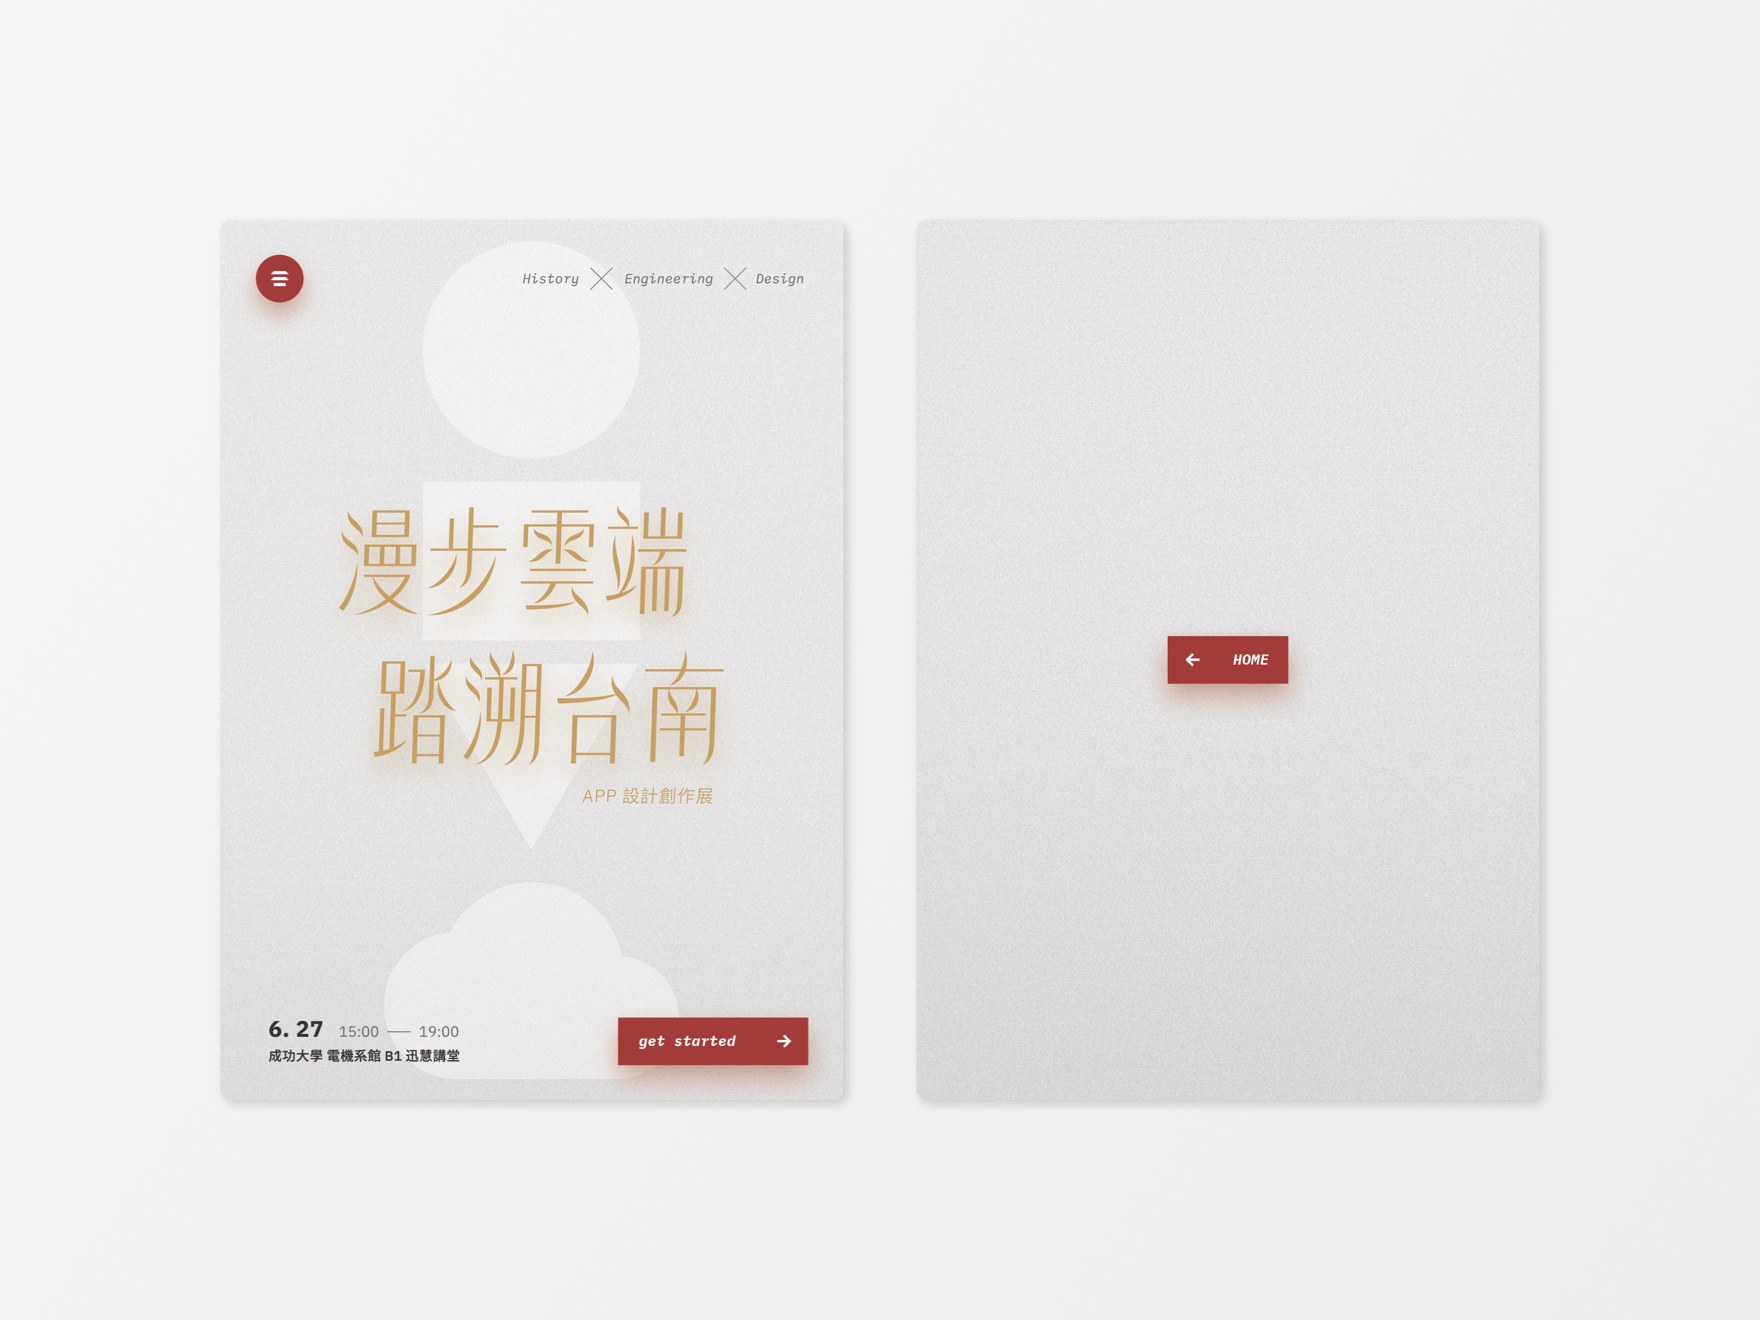 History × Engineering × Design
漫步雲端
踏溯台南
APP 設計創作展
6. 27 15:00 — 19:00
成功大學 電機系館 B1 迅慧講堂
get started →
← HOME